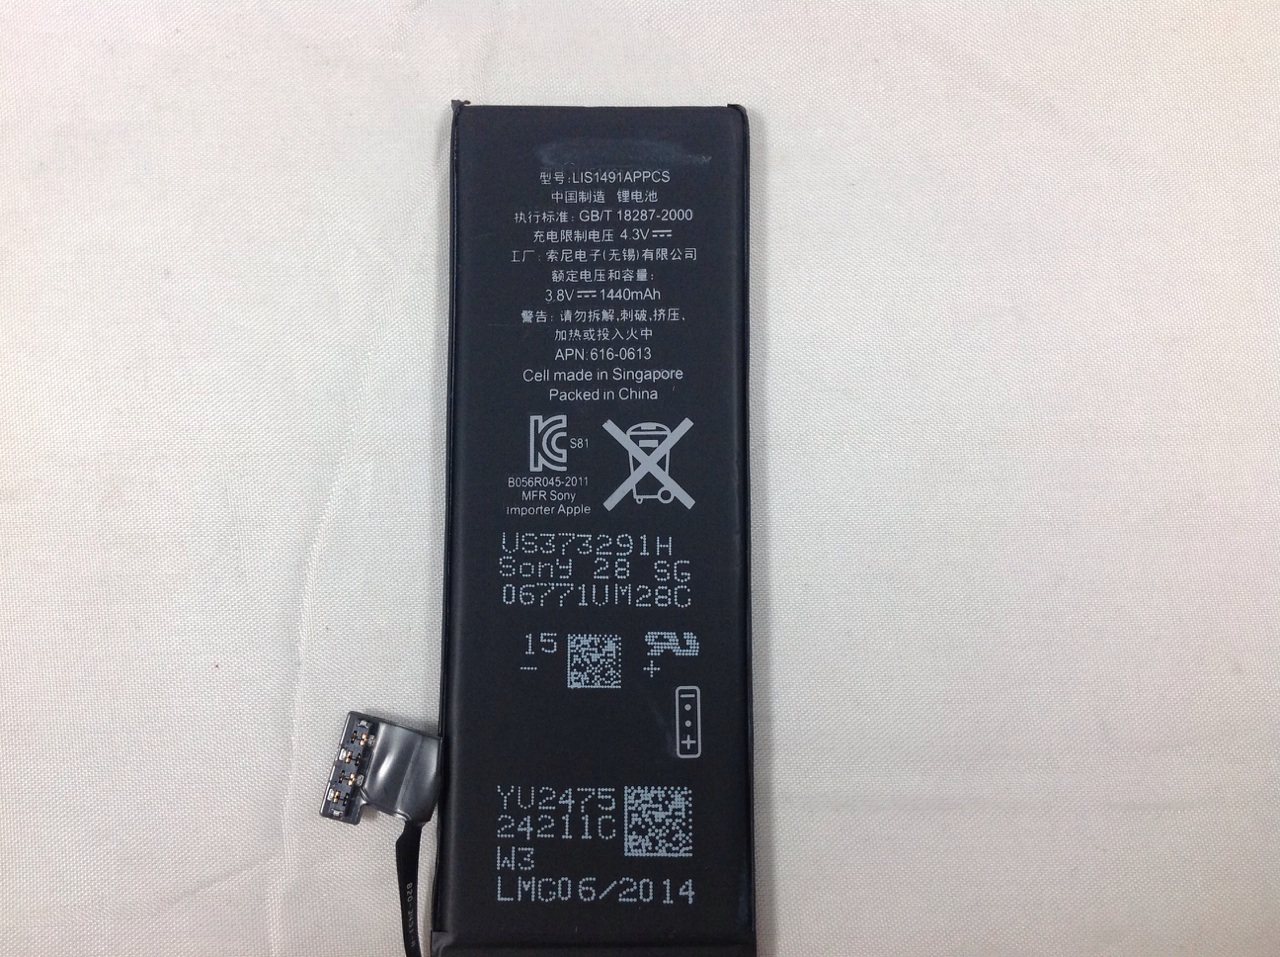 型号:LIS1491APPCS
中国制造 锂电池
执行标准: GB/T 18287-2000
充电限制电压 4.3V
工厂: 索尼电子(无锡)有限公司
额定电压和容量:
3.8V 1440mAh
警告: 请勿拆解,刺破,挤压,
加热或投入火中
APN:616-0613
Cell made in Singapore
Packed in China
S81
B056R045-2011
MFR Sony
Importer Apple
US373291H
Sony 28 SG
06771UM28C
15
- +
- +
YU2475
24211C
W3
LMG06/2014